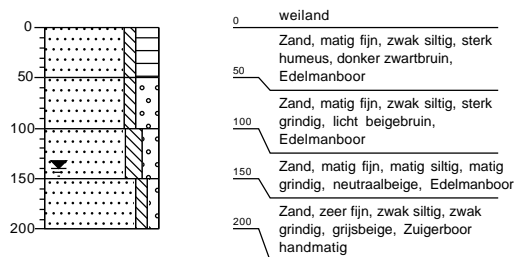 0
50
100
150
200
0
weiland
Zand, matig fijn, zwak siltig, sterk
humeus, donker zwartbruin,
Edelmanboor
50
Zand, matig fijn, zwak siltig, sterk
grindig, licht beigebruin,
Edelmanboor
100
Zand, matig fijn, matig siltig, matig
grindig, neutraalbeige, Edelmanboor
150
Zand, zeer fijn, zwak siltig, zwak
grindig, grijsbeige, Zuigerboor
handmatig
200